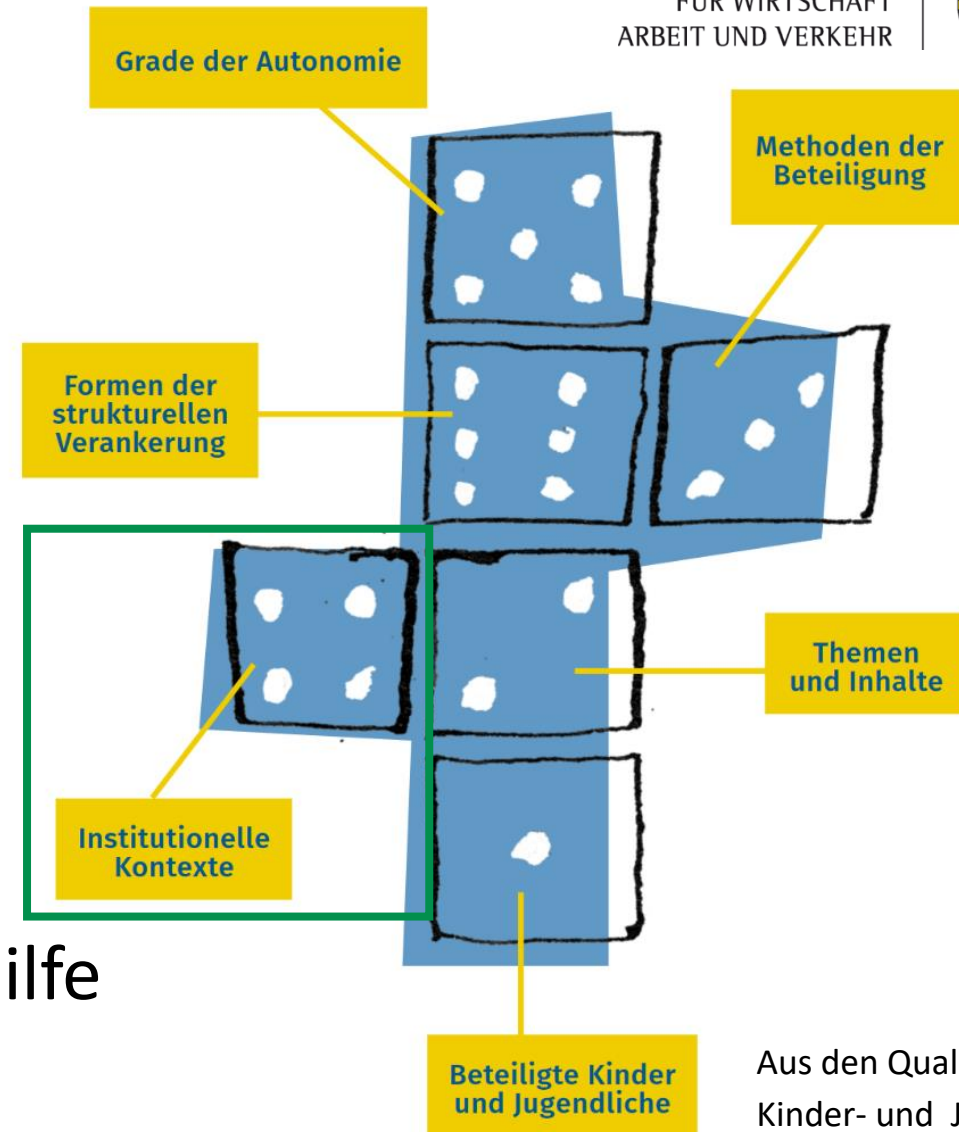 FÜR WIRTSCHAFT
ARBEIT UND VERKEHR
Grade der Autonomie
Methoden der
Beteiligung
Formen der
strukturellen
Verankerung
Themen
und Inhalte
Institutionelle
Kontexte
ilfe
Beteiligte Kinder
und Jugendliche
Aus den Qual
Kinder- und J